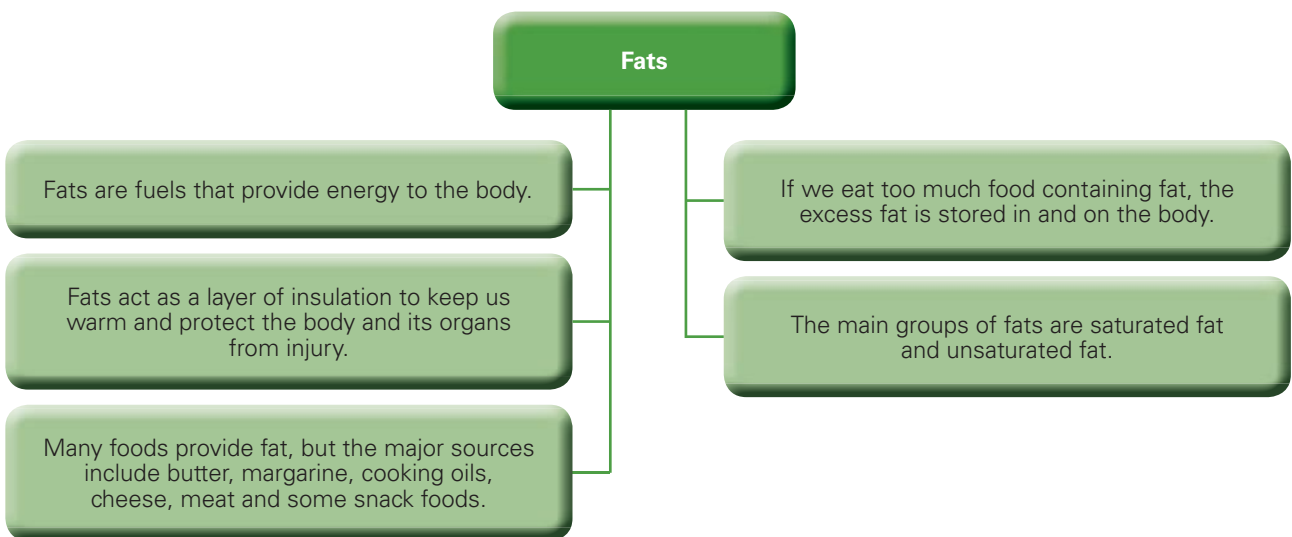 Fats
Fats are fuels that provide energy to the body.
Fats act as a layer of insulation to keep us
warm and protect the body and its organs
from injury.
Many foods provide fat, but the major sources
include butter, margarine, cooking oils,
cheese, meat and some snack foods.
If we eat too much food containing fat, the
excess fat is stored in and on the body.
The main groups of fats are saturated fat
and unsaturated fat.